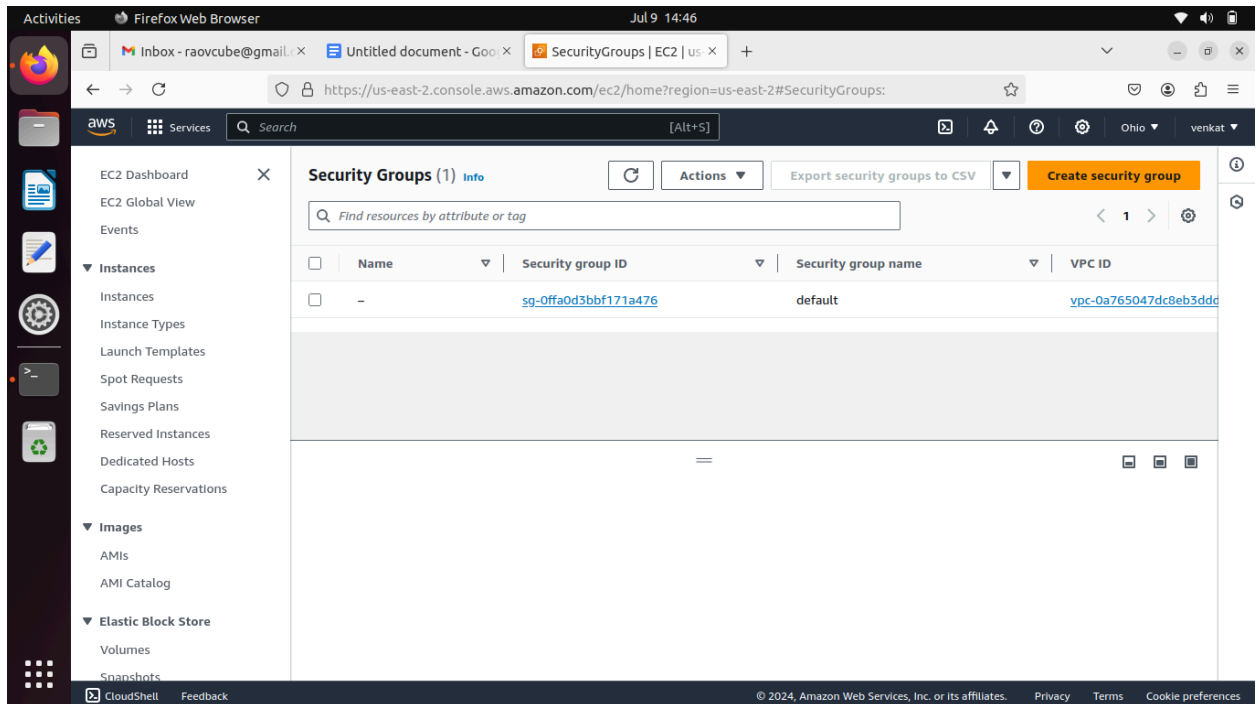 Activities Firefox Web Browser Jul 9 14:46
Inbox - raovcube@gmail.c Untitled document - Goo SecurityGroups | EC2 | us-
https://us-east-2.console.aws.amazon.com/ec2/home?region=us-east-2#SecurityGroups:
aws Services Search [Alt+S] Ohio venkat
EC2 Dashboard
EC2 Global View
Events
Instances
Instances
Instance Types
Launch Templates
Spot Requests
Savings Plans
Reserved Instances
Dedicated Hosts
Capacity Reservations
Images
AMIs
AMI Catalog
Elastic Block Store
Volumes
Snapshots
Security Groups (1) Info Actions Export security groups to CSV Create security group
Find resources by attribute or tag 1
Name Security group ID Security group name VPC ID
– sg-0ffa0d3bbf171a476 default vpc-0a765047dc8eb3ddd
CloudShell Feedback © 2024, Amazon Web Services, Inc. or its affiliates. Privacy Terms Cookie preferences